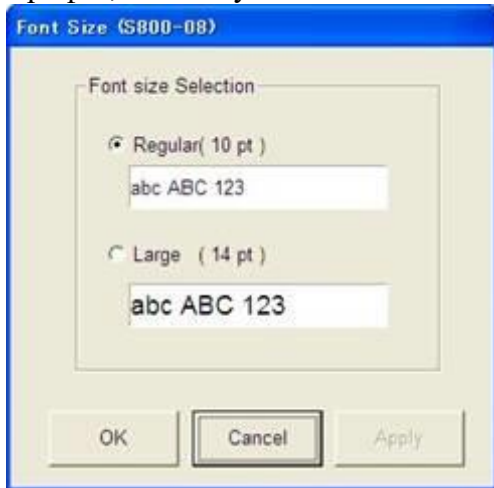 Font Size (S800-08)
Font size Selection
Regular( 10 pt )
abc ABC 123
Large ( 14 pt )
abc ABC 123
OK Cancel Apply